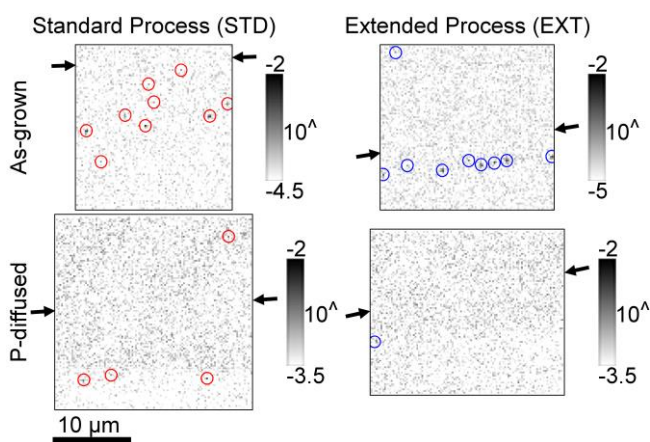 Standard Process (STD)
Extended Process (EXT)
As-grown
-2
10^
-4.5
-2
10^
-5
P-diffused
-2
10^
-3.5
-2
10^
-3.5
10 µm